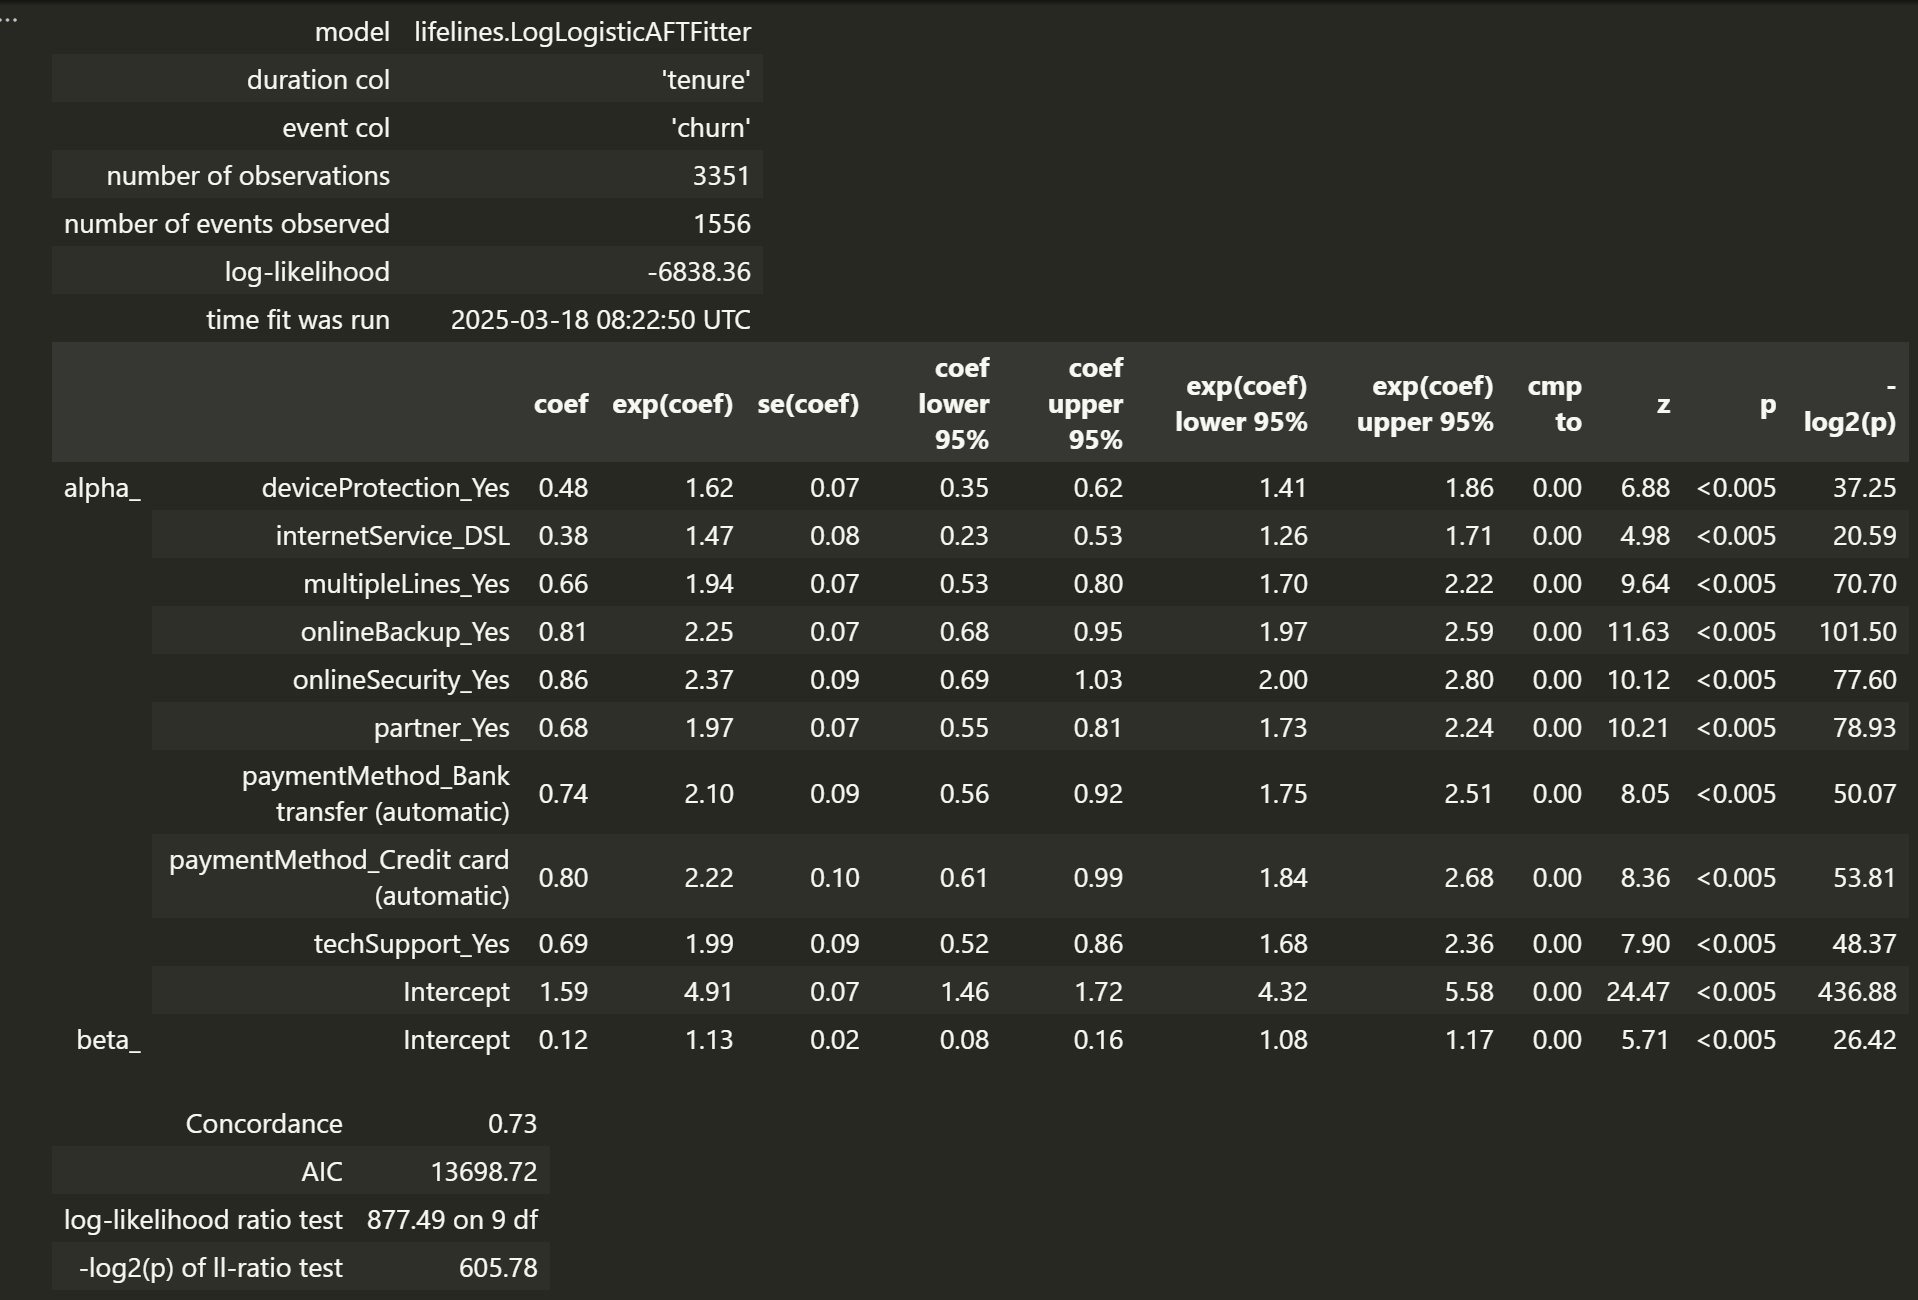 ...
model lifelines.LogLogisticAFTFitter
duration col 'tenure'
event col 'churn'
number of observations 3351
number of events observed 1556
log-likelihood -6838.36
time fit was run 2025-03-18 08:22:50 UTC
coef exp(coef) se(coef) coef lower 95% coef upper 95% exp(coef) lower 95% exp(coef) upper 95% cmp to z p -log2(p)
alpha_ deviceProtection_Yes 0.48 1.62 0.07 0.35 0.62 1.41 1.86 0.00 6.88 <0.005 37.25
internetService_DSL 0.38 1.47 0.08 0.23 0.53 1.26 1.71 0.00 4.98 <0.005 20.59
multipleLines_Yes 0.66 1.94 0.07 0.53 0.80 1.70 2.22 0.00 9.64 <0.005 70.70
onlineBackup_Yes 0.81 2.25 0.07 0.68 0.95 1.97 2.59 0.00 11.63 <0.005 101.50
onlineSecurity_Yes 0.86 2.37 0.09 0.69 1.03 2.00 2.80 0.00 10.12 <0.005 77.60
partner_Yes 0.68 1.97 0.07 0.55 0.81 1.73 2.24 0.00 10.21 <0.005 78.93
paymentMethod_Bank transfer (automatic) 0.74 2.10 0.09 0.56 0.92 1.75 2.51 0.00 8.05 <0.005 50.07
paymentMethod_Credit card (automatic) 0.80 2.22 0.10 0.61 0.99 1.84 2.68 0.00 8.36 <0.005 53.81
techSupport_Yes 0.69 1.99 0.09 0.52 0.86 1.68 2.36 0.00 7.90 <0.005 48.37
Intercept 1.59 4.91 0.07 1.46 1.72 4.32 5.58 0.00 24.47 <0.005 436.88
beta_ Intercept 0.12 1.13 0.02 0.08 0.16 1.08 1.17 0.00 5.71 <0.005 26.42
Concordance 0.73
AIC 13698.72
log-likelihood ratio test 877.49 on 9 df
-log2(p) of ll-ratio test 605.78